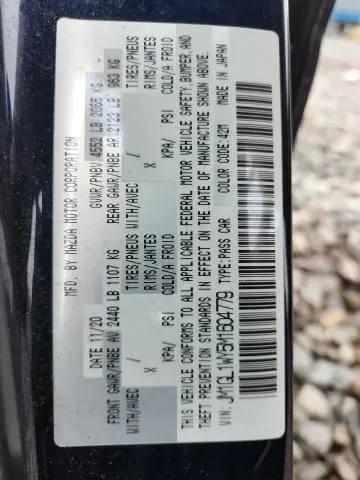 MFD. BY MAZDA MOTOR CORPORATION
DATE 11/20 GVWR/PNBV 4552 LB 2065 KG
FRONT GAWR/PNBE AV 2440 LB 1107 KG REAR GAWR/PNBE AR 2123 LB 963 KG
WITH/AVEC TIRES/PNEUS WITH/AVEC TIRES/PNEUS
X RIMS/JANTES X RIMS/JANTES
KPA/ PSI COLD/A FROID KPA/ PSI COLD/A FROID
THIS VEHICLE CONFORMS TO ALL APPLICABLE FEDERAL MOTOR VEHICLE SAFETY, BUMPER, AND
THEFT PREVENTION STANDARDS IN EFFECT ON THE DATE OF MANUFACTURE SHOWN ABOVE.
COLOR: 42M MADE IN JAPAN
VIN: JM1GL1WY5M1604779 TYPE: PASS CAR